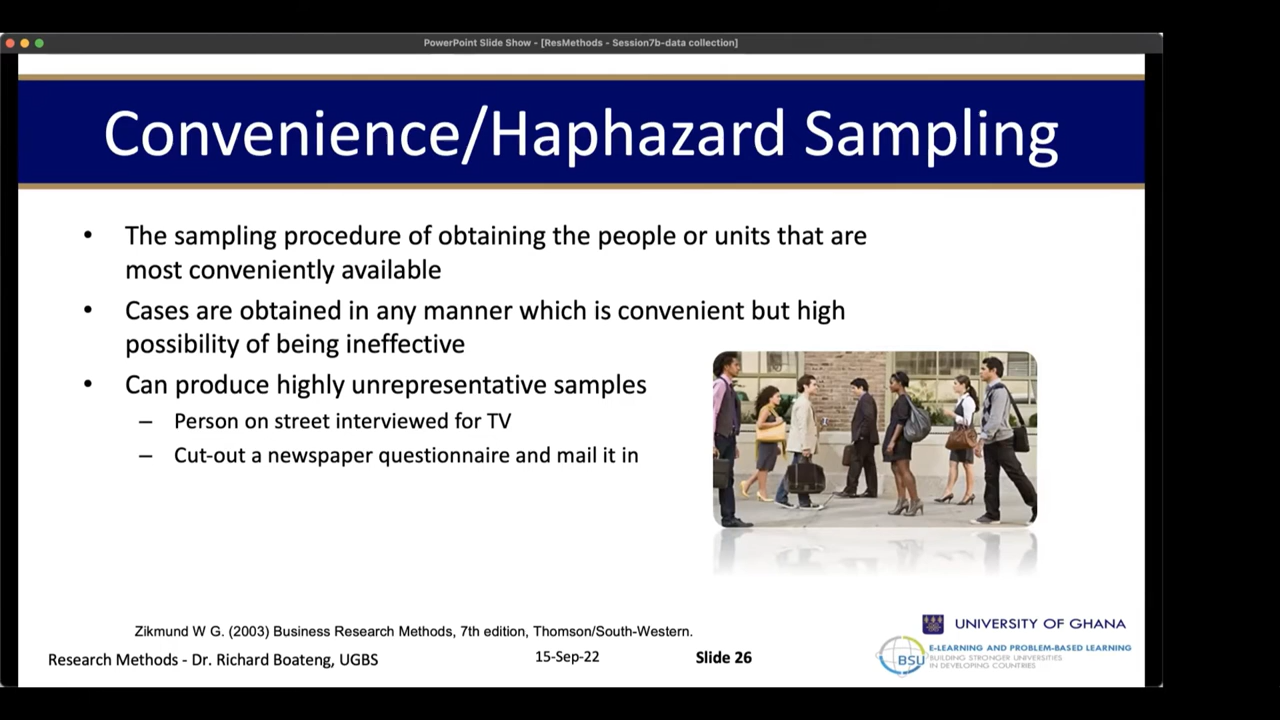 PowerPoint Slide Show - [ResMethods - Session7b-data collection]
Convenience/Haphazard Sampling
• The sampling procedure of obtaining the people or units that are
most conveniently available
• Cases are obtained in any manner which is convenient but high
possibility of being ineffective
• Can produce highly unrepresentative samples
– Person on street interviewed for TV
– Cut-out a newspaper questionnaire and mail it in
Zikmund W G. (2003) Business Research Methods, 7th edition, Thomson/South-Western.
Research Methods - Dr. Richard Boateng, UGBS
15-Sep-22
Slide 26
UNIVERSITY OF GHANA
BSU
E-LEARNING AND PROBLEM-BASED LEARNING
BUILDING STRONGER UNIVERSITIES
IN DEVELOPING COUNTRIES